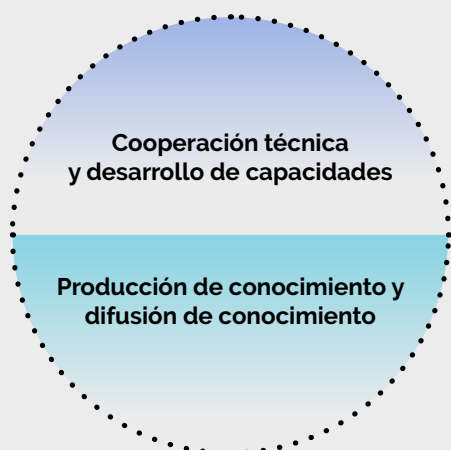 Cooperación técnica
y desarrollo de capacidades
Producción de conocimiento y
difusión de conocimiento